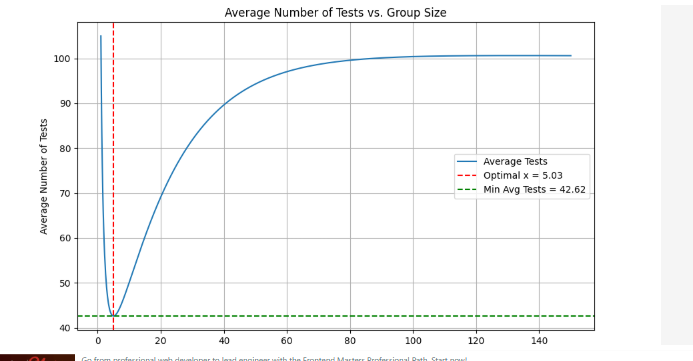 Average Number of Tests vs. Group Size
Average Number of Tests
100
90
80
70
60
50
40
0 20 40 60 80 100 120 140
Average Tests
Optimal x = 5.03
Min Avg Tests = 42.62
Go from professional web developer to lead engineer with the Frontend Masters Professional Path. Start now!